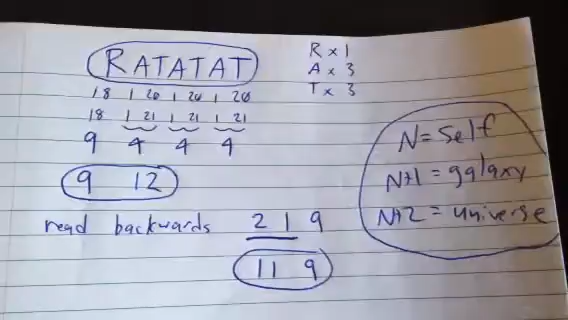 RATATAT
R x 1
A x 3
T x 3
18 1 20 1 20 1 20
18 1 21 1 21 1 21
9 4 4 4
9 12
read backwards 2 1 9
11 9
N = Self
N+1 = galaxy
N+2 = universe